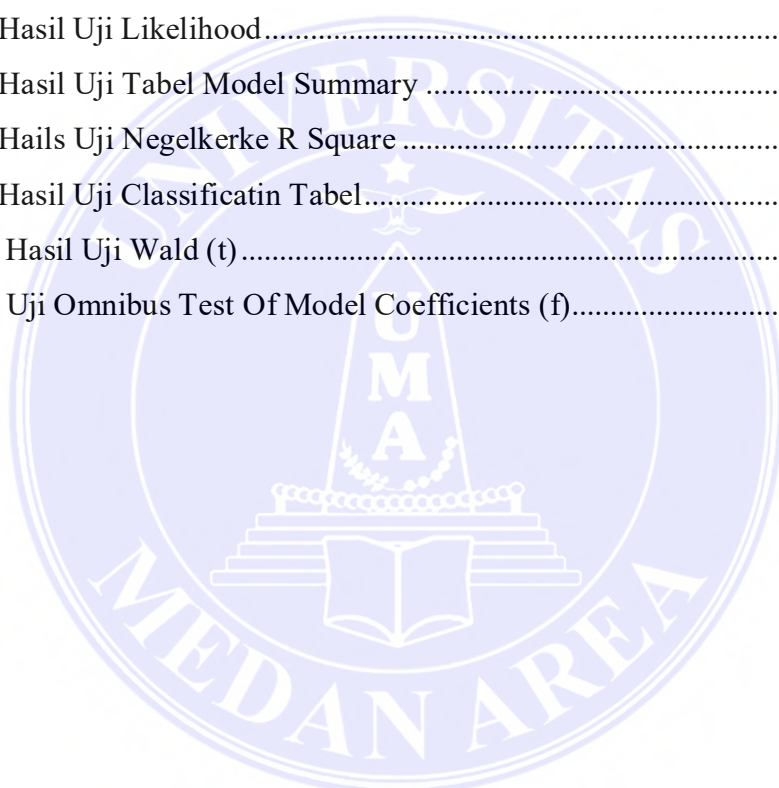 Hasil Uji Likelihood................................................................
Hasil Uji Tabel Model Summary ............................................
Hails Uji Negelkerke R Square ...............................................
Hasil Uji Classificatin Tabel....................................................
Hasil Uji Wald (t) ...................................................................
Uji Omnibus Test Of Model Coefficients (f)..........................
UNIVERSITAS
UMA
MEDAN AREA